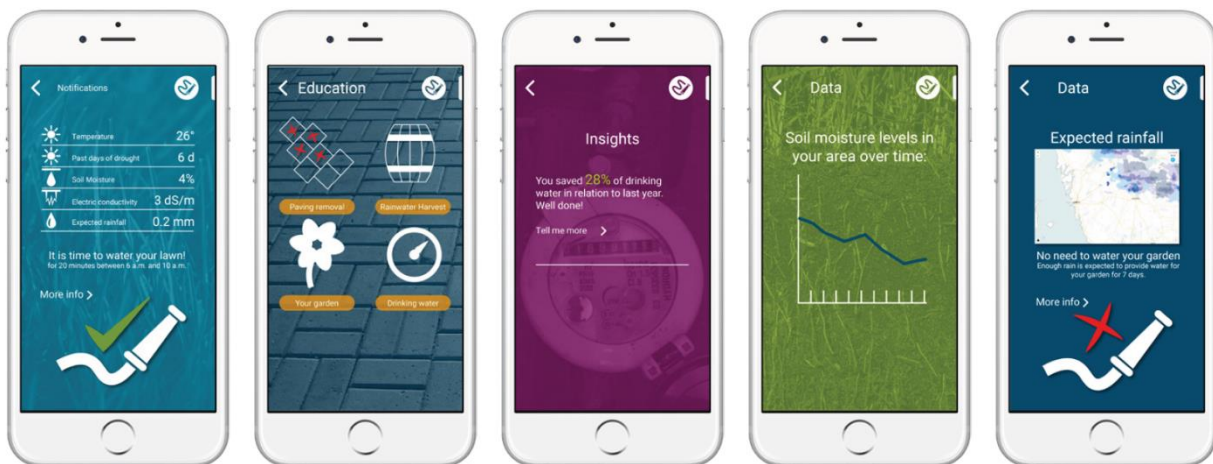 Notifications
Temperature 26°
Past days of drought 6 d
Soil Moisture 4%
Electric conductivity 3 dS/m
Expected rainfall 0.2 mm
It is time to water your lawn!
for 20 minutes between 6 a.m. and 10 a.m.
More info >
Education
Paving removal
Rainwater Harvest
Your garden
Drinking water
Insights
You saved 28% of drinking
water in relation to last year.
Well done!
Tell me more >
Data
Soil moisture levels in
your area over time:
Data
Expected rainfall
No need to water your garden
Enough rain is expected to provide water for
your garden for 7 days.
More info >